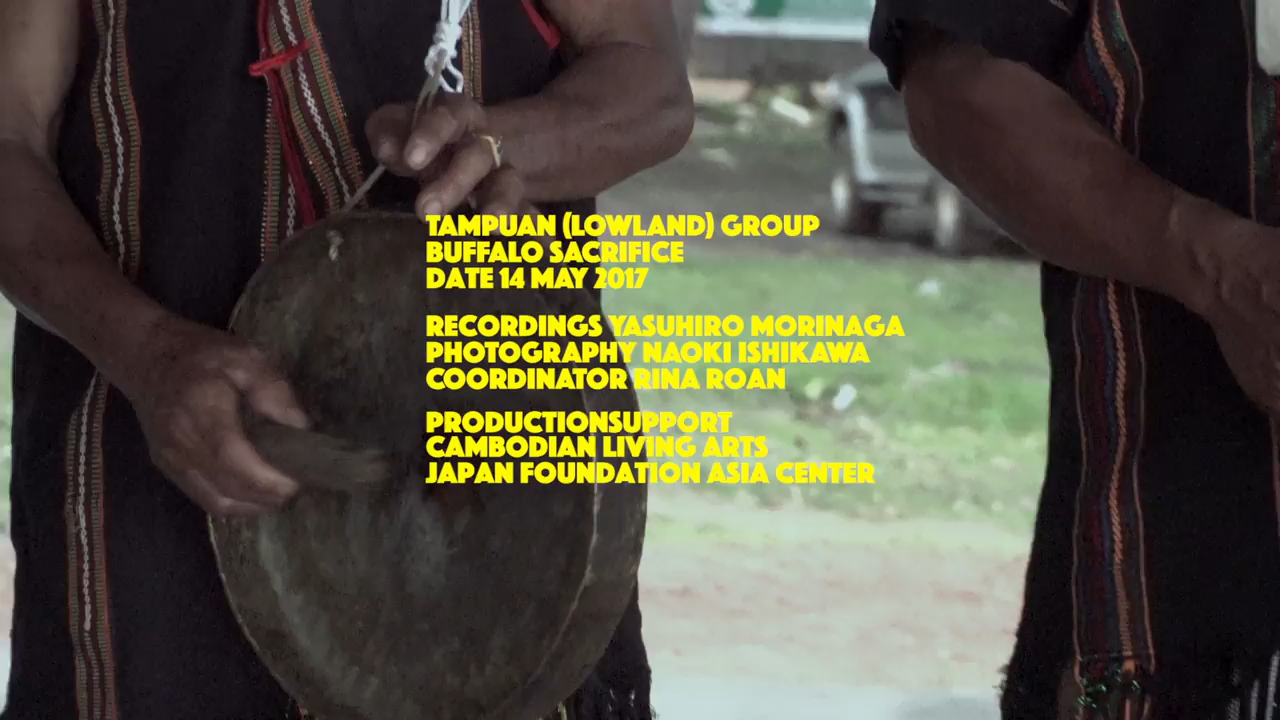 TAMPUAN (LOWLAND) GROUP
BUFFALO SACRIFICE
DATE 14 MAY 2017
RECORDINGS YASUHIRO MORINAGA
PHOTOGRAPHY NAOKI ISHIKAWA
COORDINATOR RINA ROAN
PRODUCTIONSUPPORT
CAMBODIAN LIVING ARTS
JAPAN FOUNDATION ASIA CENTER